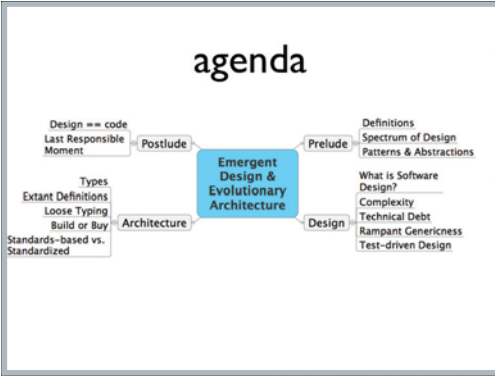 agenda
Design == code
Last Responsible
Moment
Postlude
Types
Extant Definitions
Loose Typing
Build or Buy
Standards-based vs.
Standardized
Architecture
Emergent
Design &
Evolutionary
Architecture
Prelude
Definitions
Spectrum of Design
Patterns & Abstractions
Design
What is Software
Design?
Complexity
Technical Debt
Rampant Genericness
Test-driven Design